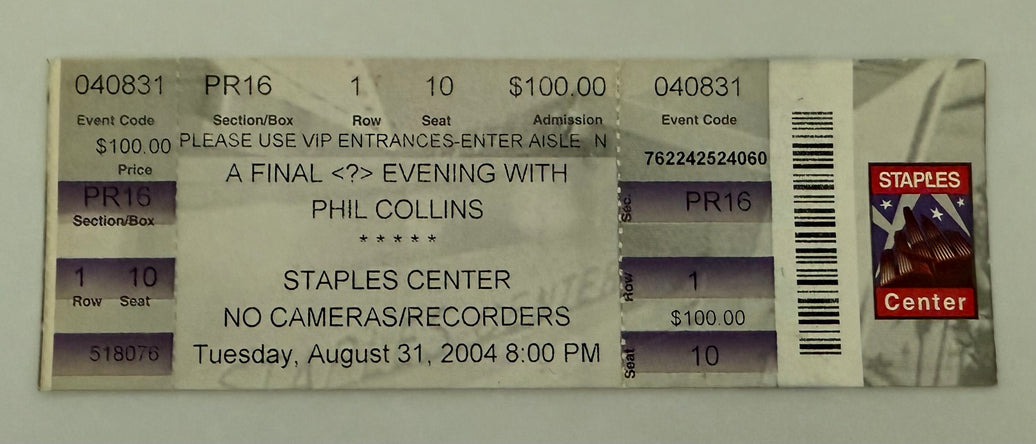 040831
Event Code
$100.00
Price
PR16
Section/Box
1 10
Row Seat
518076
PR16 1 10 $100.00
Section/Box Row Seat Admission
PLEASE USE VIP ENTRANCES-ENTER AISLE N
A FINAL <?> EVENING WITH
PHIL COLLINS
* * * * *
STAPLES CENTER
NO CAMERAS/RECORDERS
Tuesday, August 31, 2004 8:00 PM
040831
Event Code
762242524060
Sec. PR16
Row 1
$100.00
Seat 10
STAPLES
Center